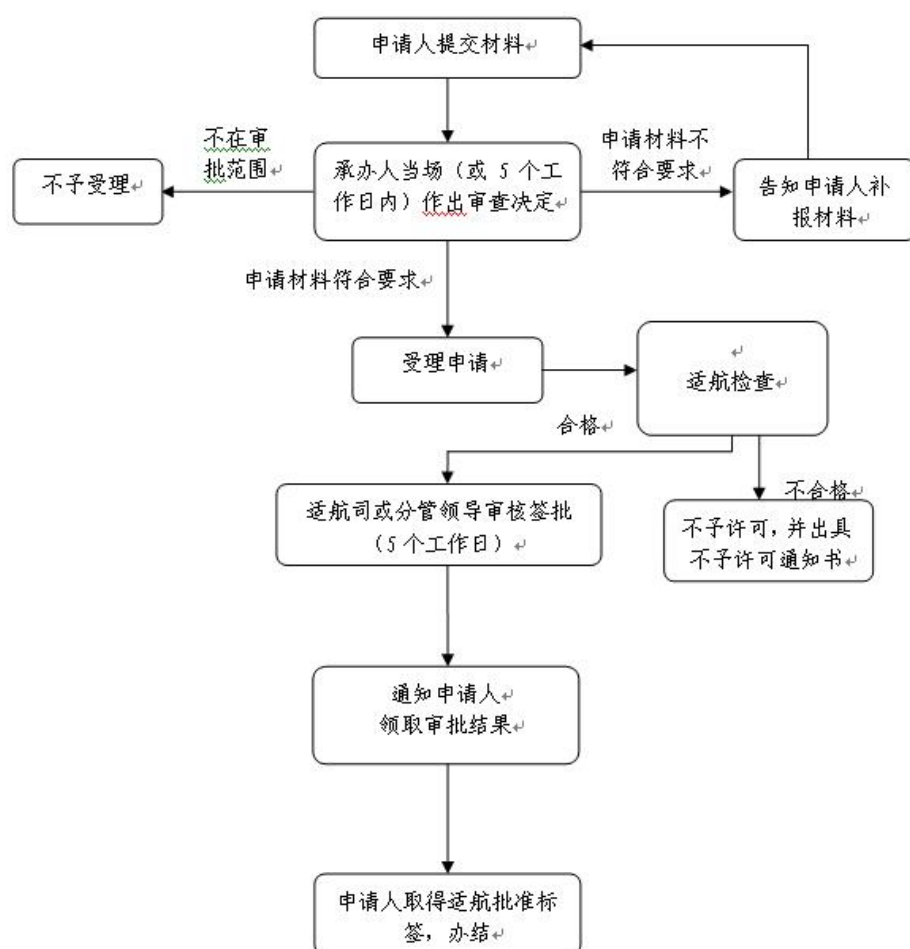 申请人提交材料
不在审
批范围
申请材料不
符合要求
不予受理
承办人当场（或 5 个工
作日内）作出审查决定
告知申请人补
报材料
申请材料符合要求
受理申请
适航检查
合格
不合格
适航司或分管领导审核签批
（5 个工作日）
不予许可，并出具
不予许可通知书
通知申请人
领取审批结果
申请人取得适航批准标
签，办结